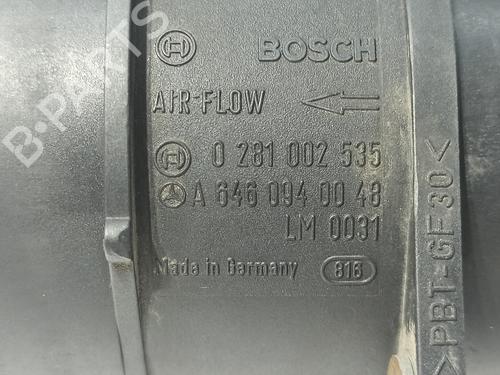 BOSCH
AIR-FLOW
0 281 002 535
A 646 094 00 48
LM 0031
Made in Germany 816
>PBT-GF30<
B-PARTS